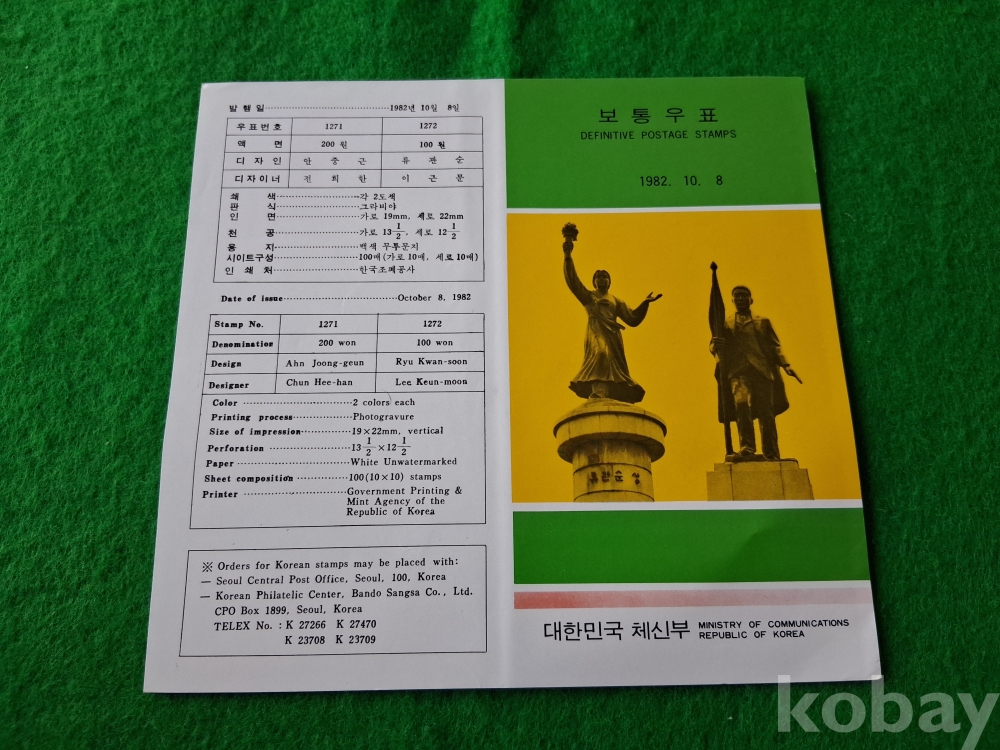 발행일 1982년 10월 8일
우표번호 1271 1272
액면 200원 100원
디자인 안중근 류관순
디자이너 전희한 이근문
쇄색 각 2도색
판식 그라비아
인면 가로 19mm, 세로 22mm
천공 가로 13 1/2, 세로 12 1/2
용지 백색 무투문지
시이트구성 100매(가로 10매, 세로 10매)
인쇄처 한국조폐공사
Date of issue October 8, 1982
Stamp No. 1271 1272
Denomination 200 won 100 won
Design Ahn Joong-geun Ryu Kwan-soon
Designer Chun Hee-han Lee Keun-moon
Color 2 colors each
Printing process Photogravure
Size of impression 19×22mm, vertical
Perforation 13 1/2 × 12 1/2
Paper White Unwatermarked
Sheet composition 100(10×10) stamps
Printer Government Printing &
Mint Agency of the
Republic of Korea
※ Orders for Korean stamps may be placed with:
— Seoul Central Post Office, Seoul, 100, Korea
— Korean Philatelic Center, Bando Sangsa Co., Ltd.
CPO Box 1899, Seoul, Korea
TELEX No. : K 27266 K 27470
K 23708 K 23709
보통우표
DEFINITIVE POSTAGE STAMPS
1982. 10. 8
유관순상
대한민국 체신부 MINISTRY OF COMMUNICATIONS
REPUBLIC OF KOREA
kobay